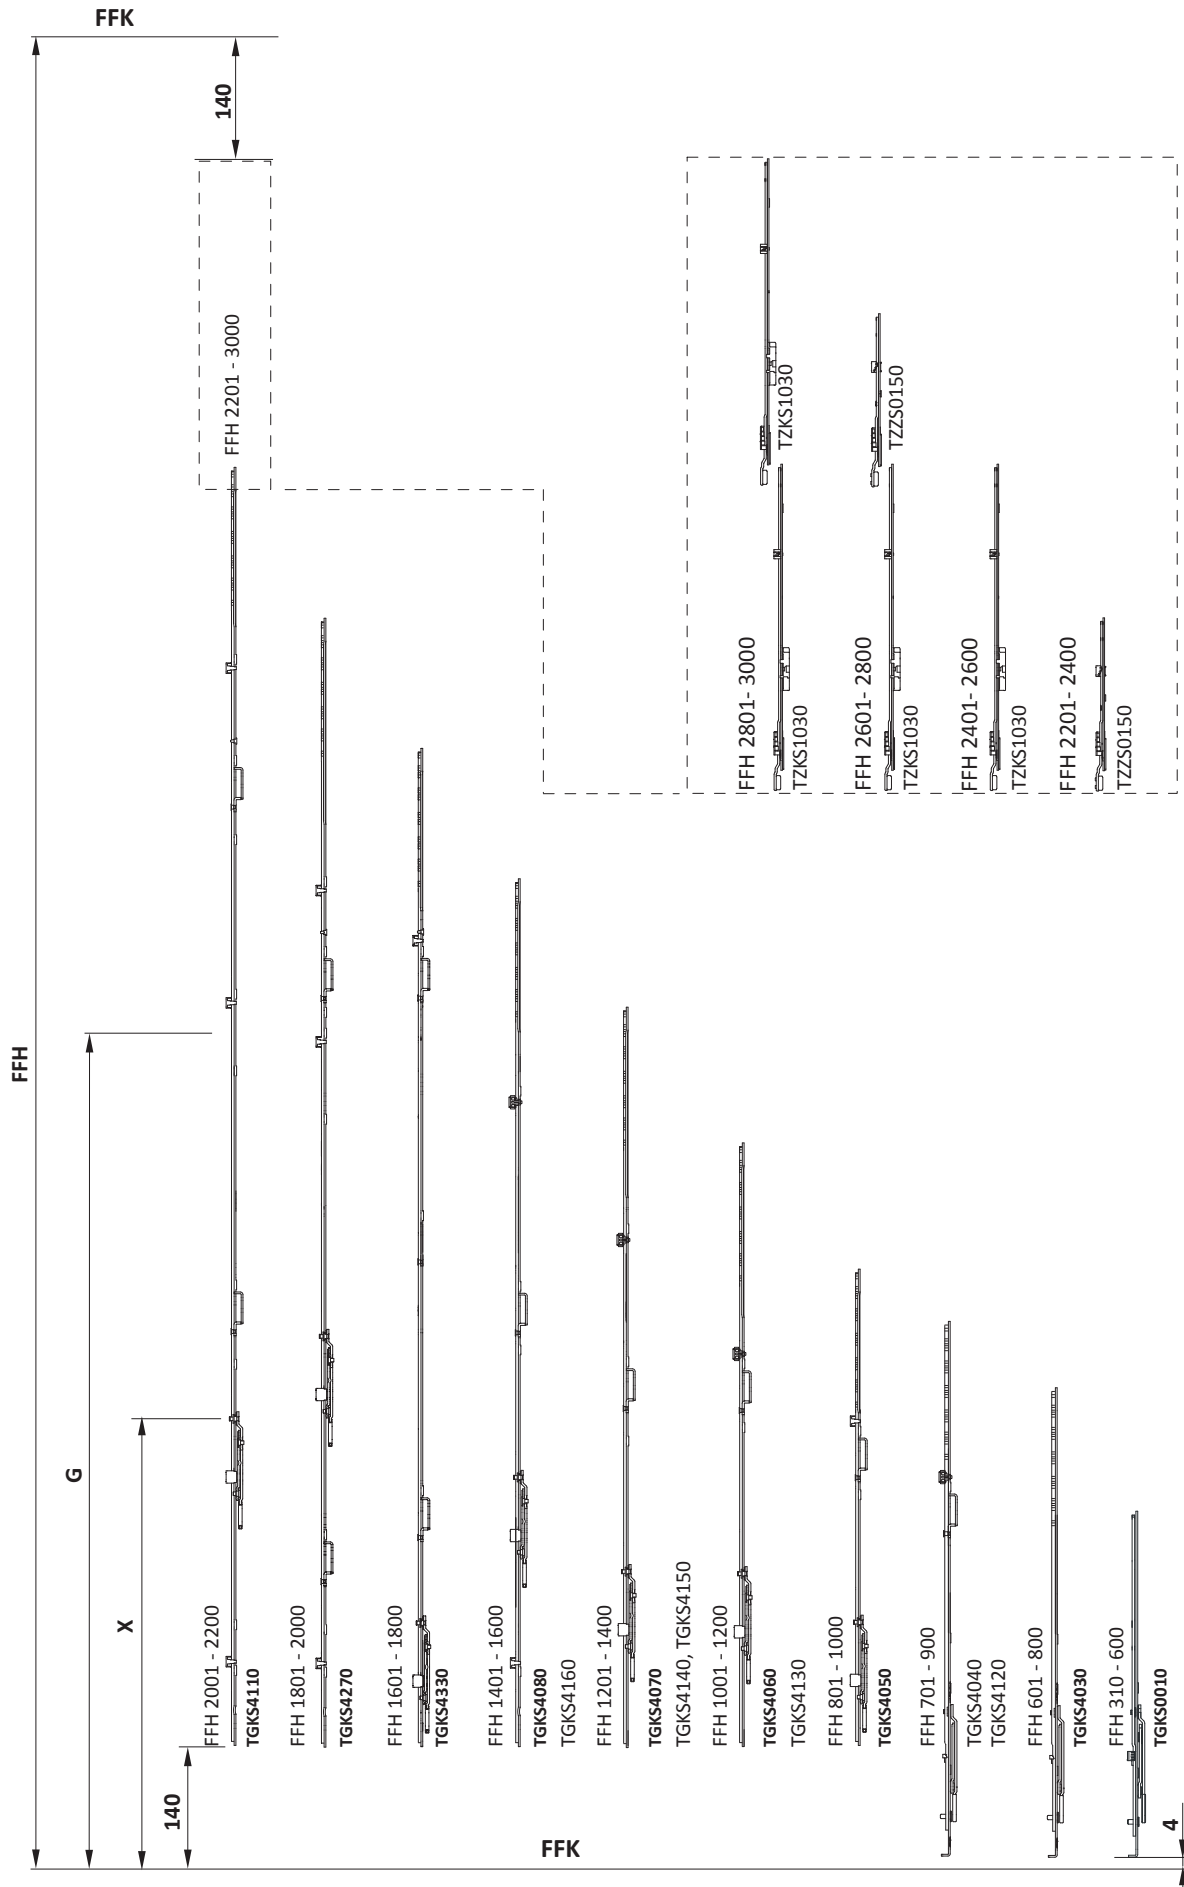 FFK
140
FFH 2201 - 3000
TZKS1030
TZZS0150
FFH 2801- 3000
TZKS1030
FFH 2601- 2800
TZKS1030
FFH 2401- 2600
TZKS1030
FFH 2201- 2400
TZZS0150
FFH
G
X
140
FFH 2001 - 2200
TGKS4110
FFH 1801 - 2000
TGKS4270
FFH 1601 - 1800
TGKS4330
FFH 1401 - 1600
TGKS4080
TGKS4160
FFH 1201 - 1400
TGKS4070
TGKS4140, TGKS4150
FFH 1001 - 1200
TGKS4060
TGKS4130
FFH 801 - 1000
TGKS4050
FFH 701 - 900
TGKS4040
TGKS4120
FFH 601 - 800
TGKS4030
FFH 310 - 600
TGKS0010
FFK
4